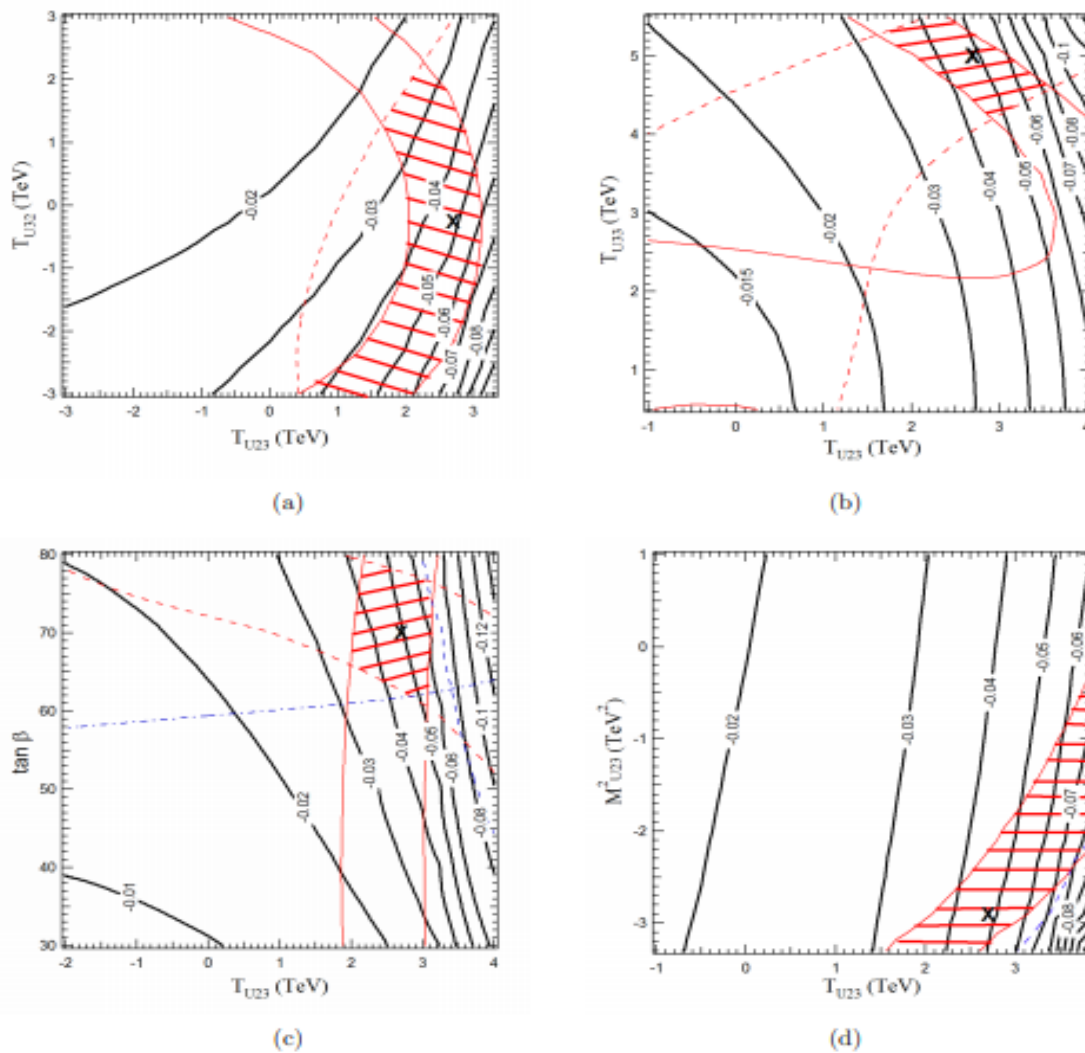 3
2
1
0
-1
-2
-3
T_U32 (TeV)
-0.02
-0.03
-0.04
-0.05
-0.06
-0.07
-0.08
X
-3 -2 -1 0 1 2 3
T_U23 (TeV)
(a)
5
4
3
2
1
T_U33 (TeV)
-0.015
-0.02
-0.03
-0.04
-0.05
-0.06
-0.07
-0.08
-0.1
X
-1 0 1 2 3 4
T_U23 (TeV)
(b)
80
70
60
50
40
30
tan β
-0.01
-0.02
-0.03
-0.04
-0.05
-0.06
-0.08
-0.1
-0.12
X
-2 -1 0 1 2 3 4
T_U23 (TeV)
(c)
1
0
-1
-2
-3
M²_U23 (TeV²)
-0.02
-0.03
-0.04
-0.05
-0.06
-0.07
-0.08
X
-1 0 1 2 3
T_U23 (TeV)
(d)